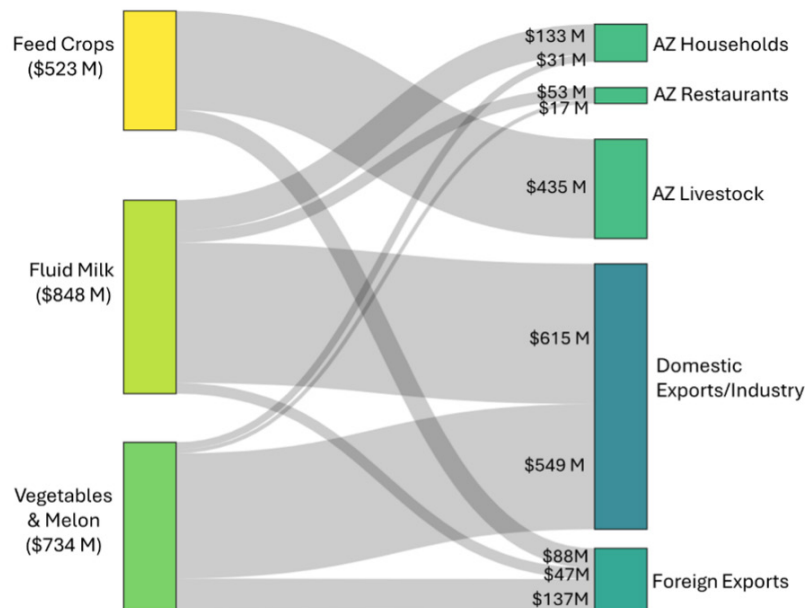 Feed Crops
($523 M)
Fluid Milk
($848 M)
Vegetables
& Melon
($734 M)
$133 M
$31 M
$53 M
$17 M
$435 M
$615 M
$549 M
$88M
$47M
$137M
AZ Households
AZ Restaurants
AZ Livestock
Domestic
Exports/Industry
Foreign Exports